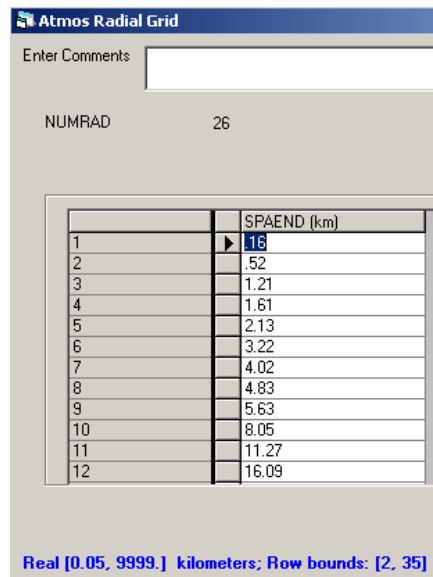 Atmos Radial Grid
Enter Comments
NUMRAD 26
SPAEND (km)
1 .16
2 .52
3 1.21
4 1.61
5 2.13
6 3.22
7 4.02
8 4.83
9 5.63
10 8.05
11 11.27
12 16.09
Real [0.05, 9999.] kilometers; Row bounds: [2, 35]